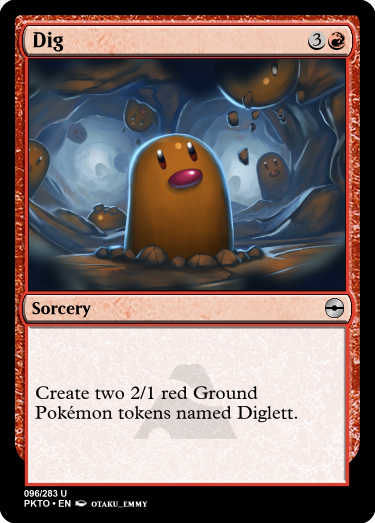 Dig 3
Sorcery
Create two 2/1 red Ground
Pokémon tokens named Diglett.
096/283 U
PKTO • EN OTAKU_EMMY